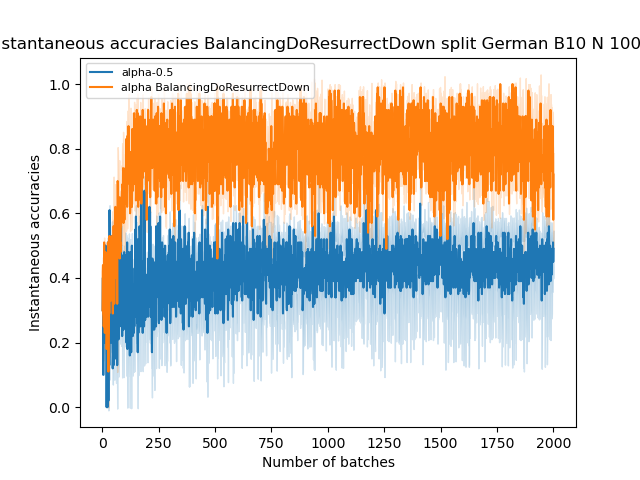 stantaneous accuracies BalancingDoResurrectDown split German B10 N 100
alpha-0.5
alpha BalancingDoResurrectDown
Instantaneous accuracies
1.0
0.8
0.6
0.4
0.2
0.0
0 250 500 750 1000 1250 1500 1750 2000
Number of batches